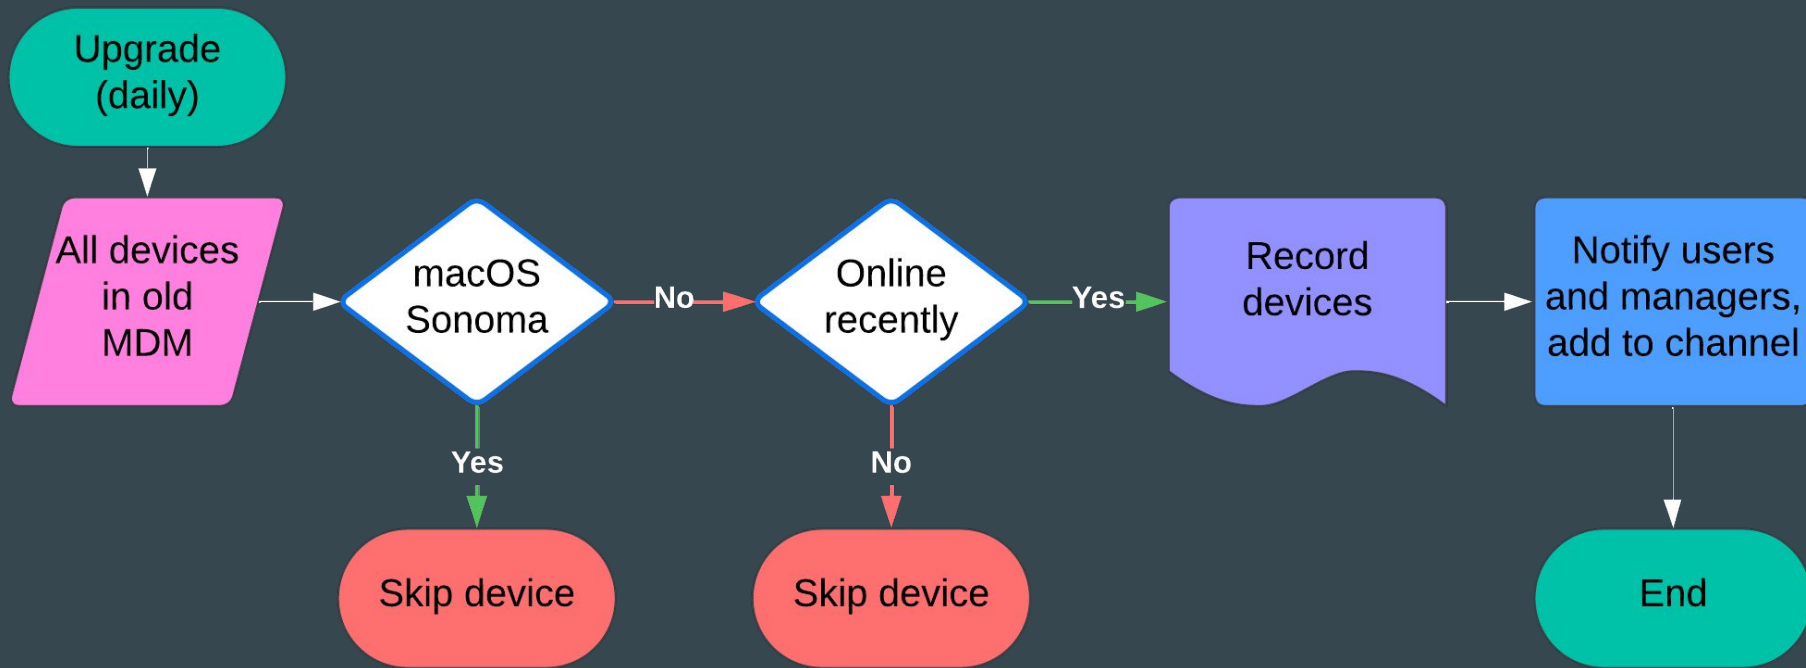 Upgrade
(daily)
All devices
in old
MDM
macOS
Sonoma
No
Online
recently
Yes
Record
devices
Notify users
and managers,
add to channel
Yes
No
Skip device
Skip device
End